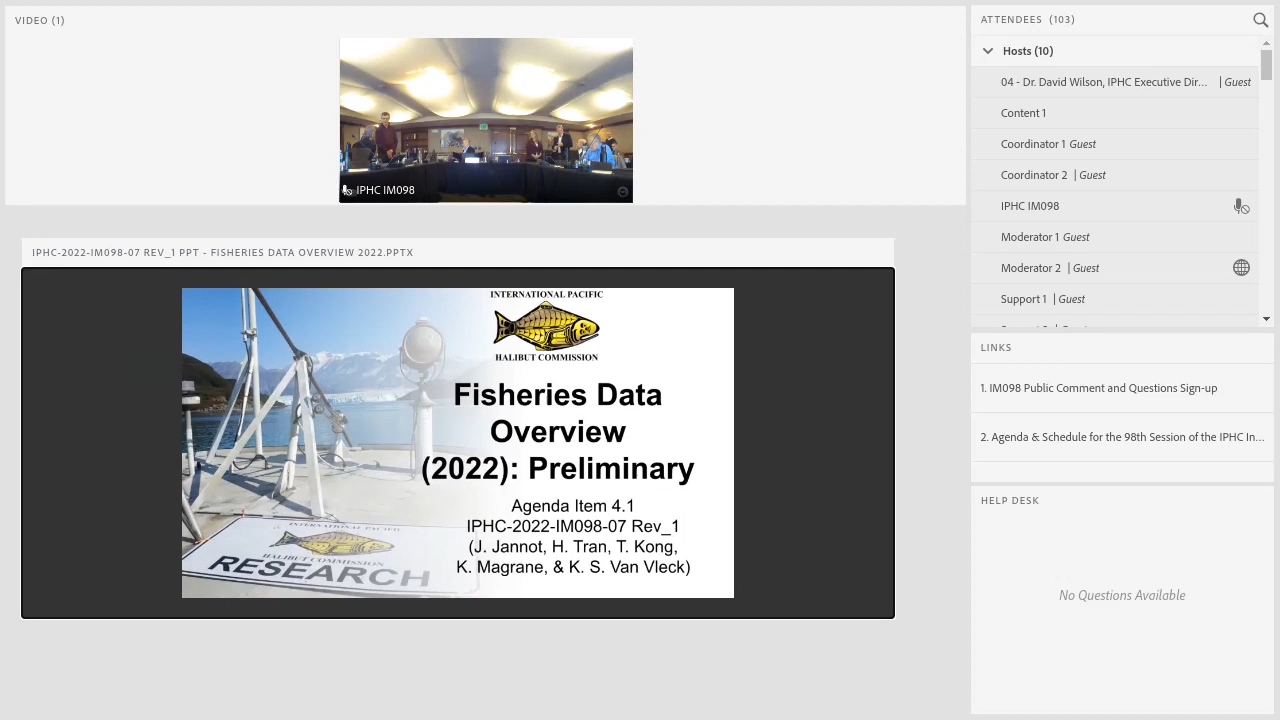 VIDEO (1)
IPHC IM098
IPHC-2022-IM098-07 REV_1 PPT - FISHERIES DATA OVERVIEW 2022.PPTX
INTERNATIONAL PACIFIC
HALIBUT COMMISSION
Fisheries Data
Overview
(2022): Preliminary
Agenda Item 4.1
IPHC-2022-IM098-07 Rev_1
(J. Jannot, H. Tran, T. Kong,
K. Magrane, & K. S. Van Vleck)
INTERNATIONAL PACIFIC
HALIBUT COMMISSION
RESEARCH
ATTENDEES (103)
Hosts (10)
04 - Dr. David Wilson, IPHC Executive Dir... | Guest
Content 1
Coordinator 1 Guest
Coordinator 2 | Guest
IPHC IM098
Moderator 1 Guest
Moderator 2 | Guest
Support 1 | Guest
LINKS
1. IM098 Public Comment and Questions Sign-up
2. Agenda & Schedule for the 98th Session of the IPHC In...
HELP DESK
No Questions Available